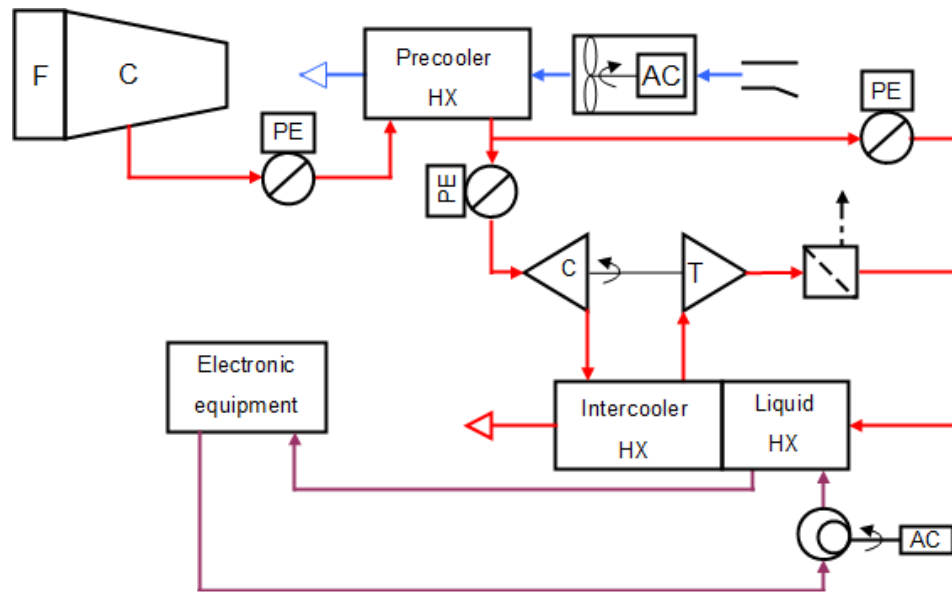 F
C
Precooler
HX
AC
PE
PE
PE
C
T
Electronic
equipment
Intercooler
HX
Liquid
HX
AC